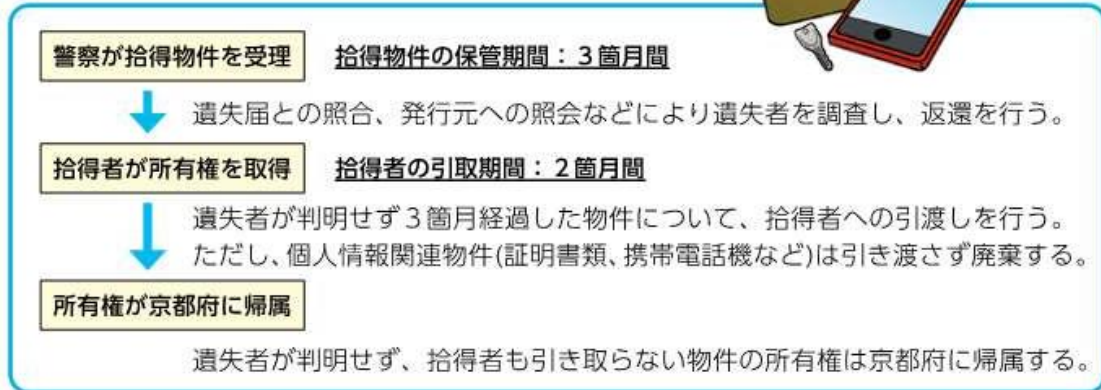 警察が拾得物件を受理　拾得物件の保管期間：３箇月間
遺失届との照合、発行元への照会などにより遺失者を調査し、返還を行う。
拾得者が所有権を取得　拾得者の引取期間：２箇月間
遺失者が判明せず３箇月経過した物件について、拾得者への引渡しを行う。
ただし、個人情報関連物件(証明書類、携帯電話機など)は引き渡さず廃棄する。
所有権が京都府に帰属
遺失者が判明せず、拾得者も引き取らない物件の所有権は京都府に帰属する。